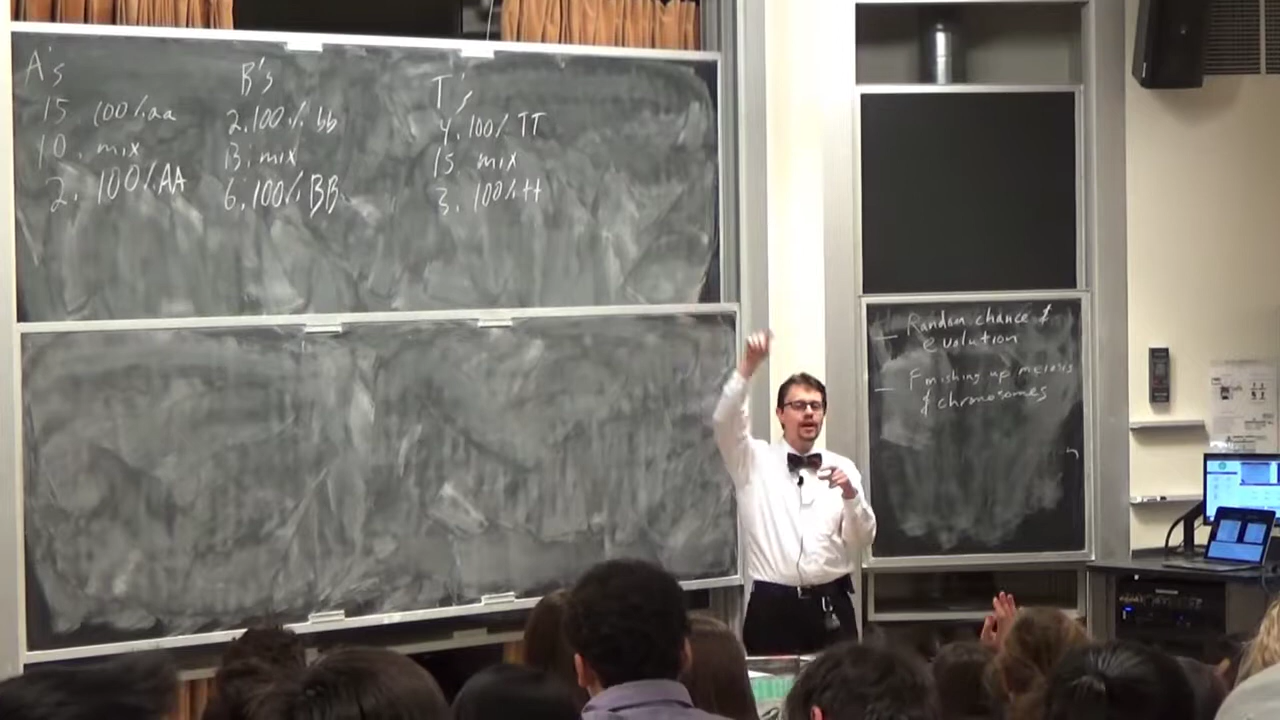 A's
15 100% aa
10. mix
2. 100% AA
B's
2. 100% bb
13. mix
6. 100% BB
T's
4. 100% TT
15 mix
3. 100% tt
— Random chance &
evolution
— Finishing up meiosis
& chromosomes